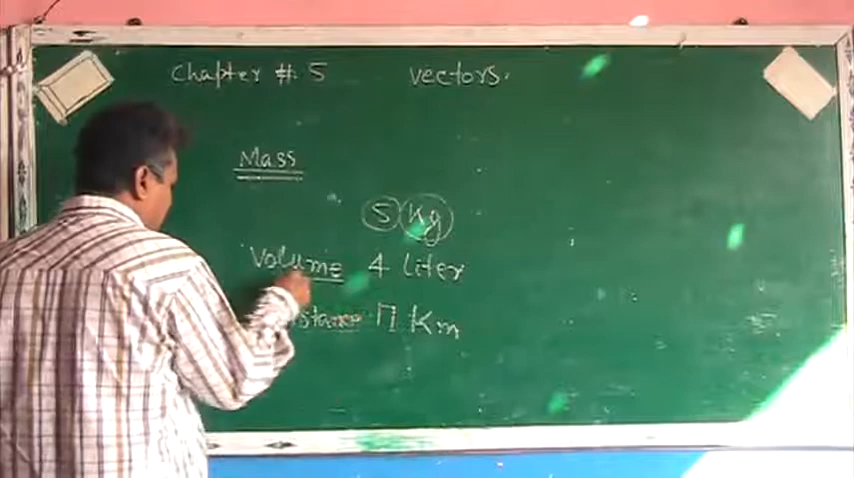 Chapter #. 5 vectors.
Mass
5 Kg
Volume 4 liter
17 Km